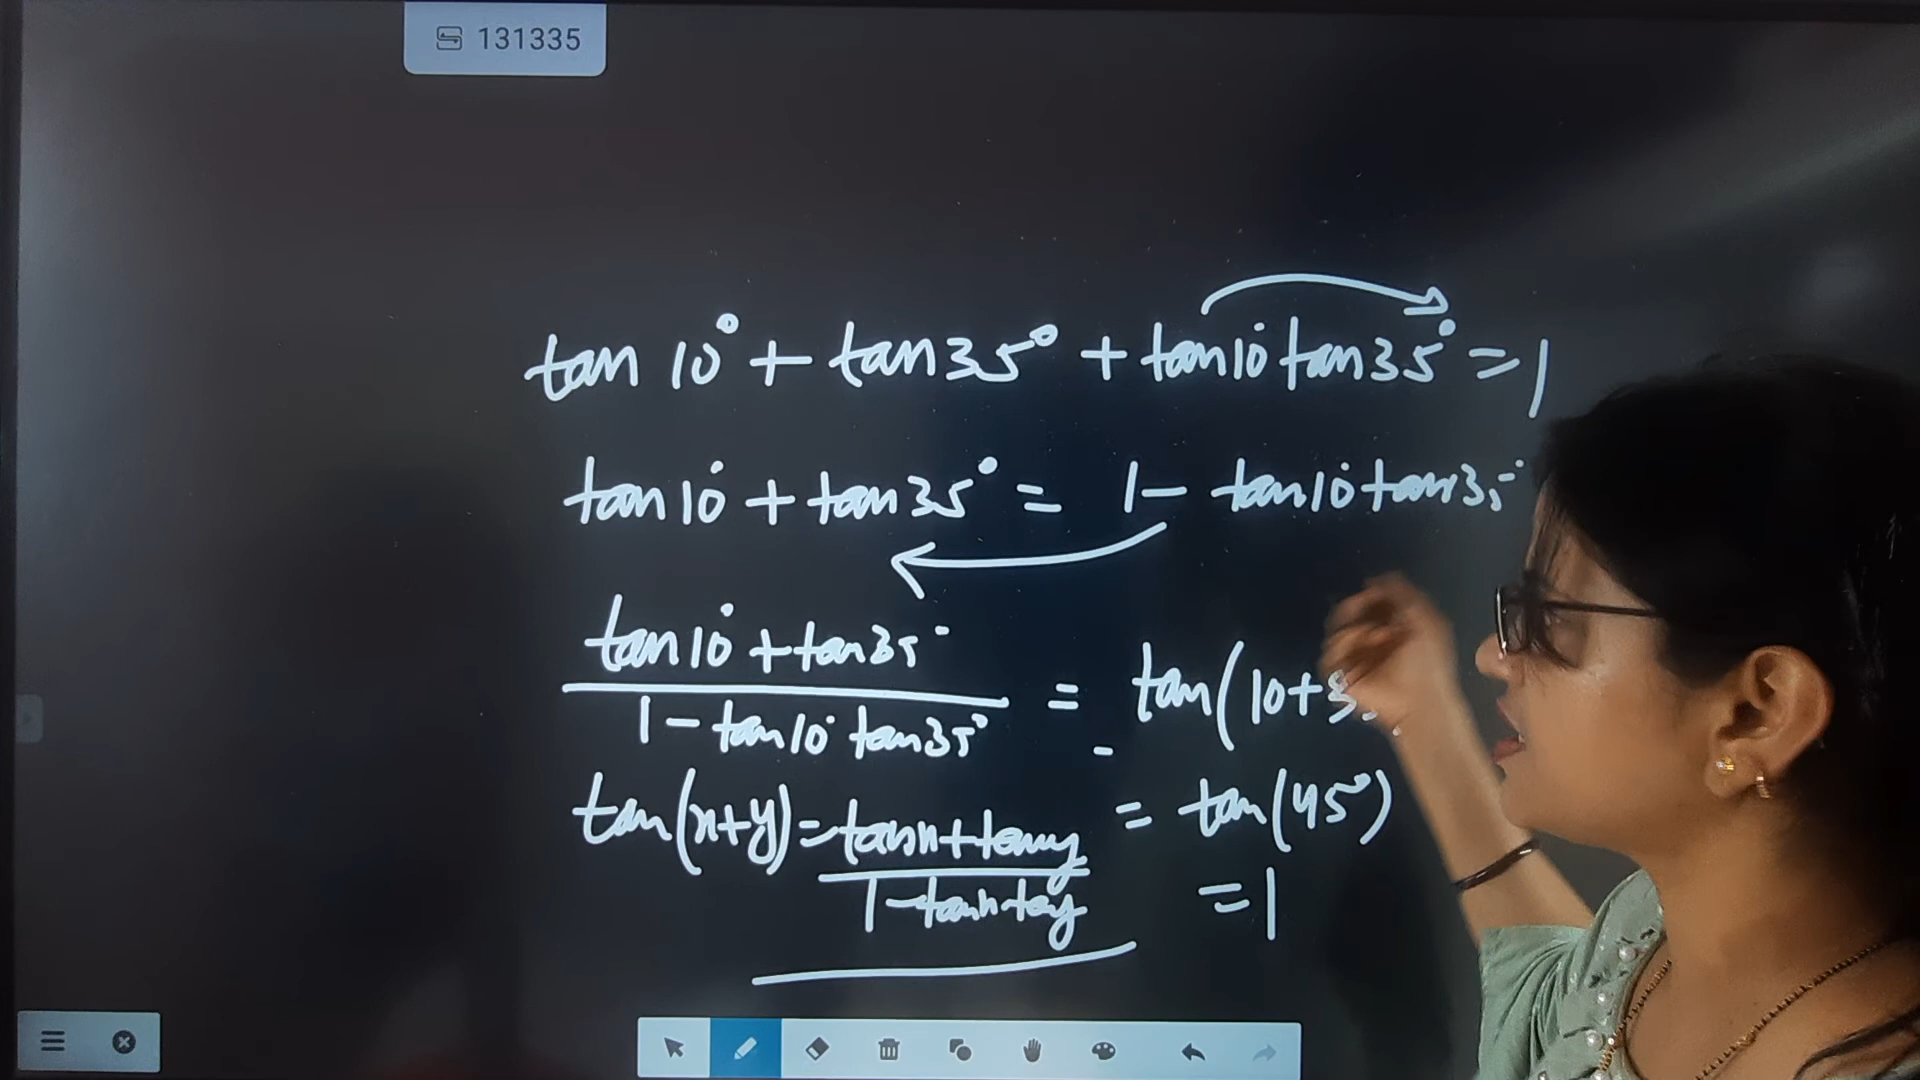 131335
tan 10° + tan 35° + tan 10° tan 35° = 1
tan 10° + tan 35° = 1 - tan 10° tan 35°
tan 10° + tan 35°
1 - tan 10° tan 35°
= tan(10+3
tan(x+y) = tan x + tan y
1 - tan x tan y
= tan(45°)
= 1